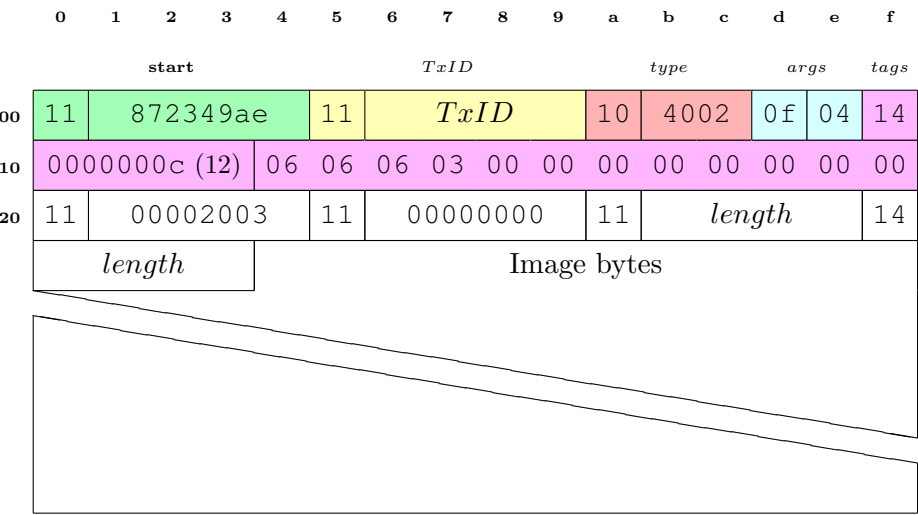 0 1 2 3 4 5 6 7 8 9 a b c d e f
start TxID type args tags
00 11 872349ae 11 TxID 10 4002 0f 04 14
10 0000000c (12) 06 06 06 03 00 00 00 00 00 00 00 00
20 11 00002003 11 00000000 11 length 14
length Image bytes